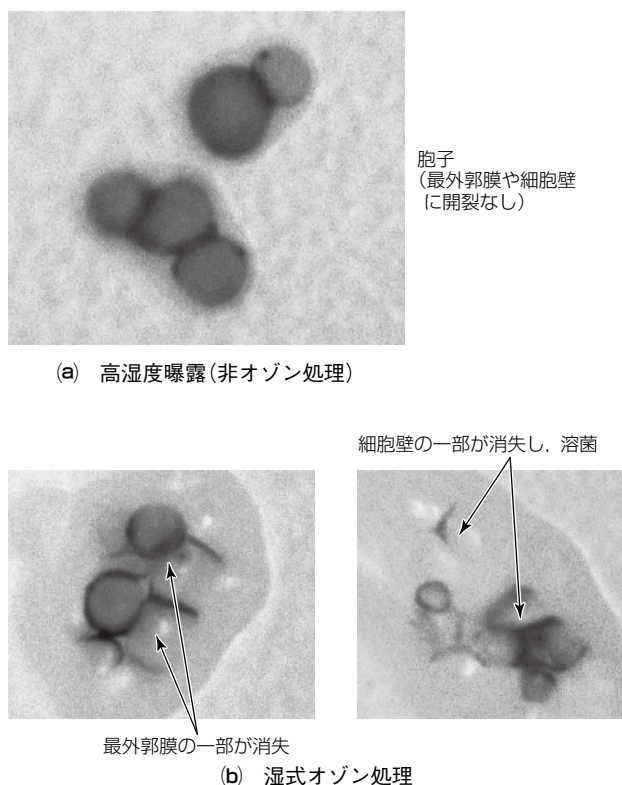 胞子
(最外郭膜や細胞壁
に開裂なし)
(a) 高湿度曝露(非オゾン処理)
細胞壁の一部が消失し，溶菌
最外郭膜の一部が消失
(b) 湿式オゾン処理